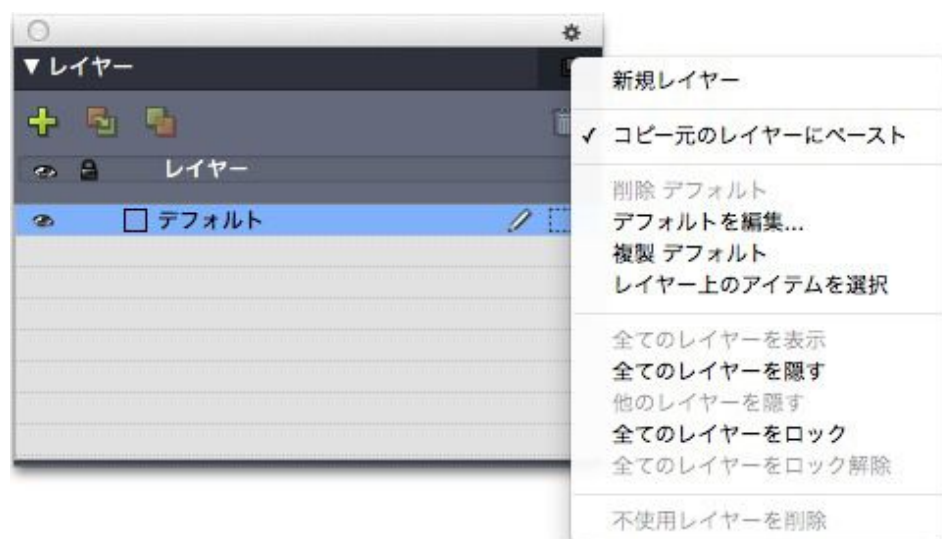 レイヤー
レイヤー
デフォルト
新規レイヤー
✓ コピー元のレイヤーにペースト
削除 デフォルト
デフォルトを編集...
複製 デフォルト
レイヤー上のアイテムを選択
全てのレイヤーを表示
全てのレイヤーを隠す
他のレイヤーを隠す
全てのレイヤーをロック
全てのレイヤーをロック解除
不使用レイヤーを削除